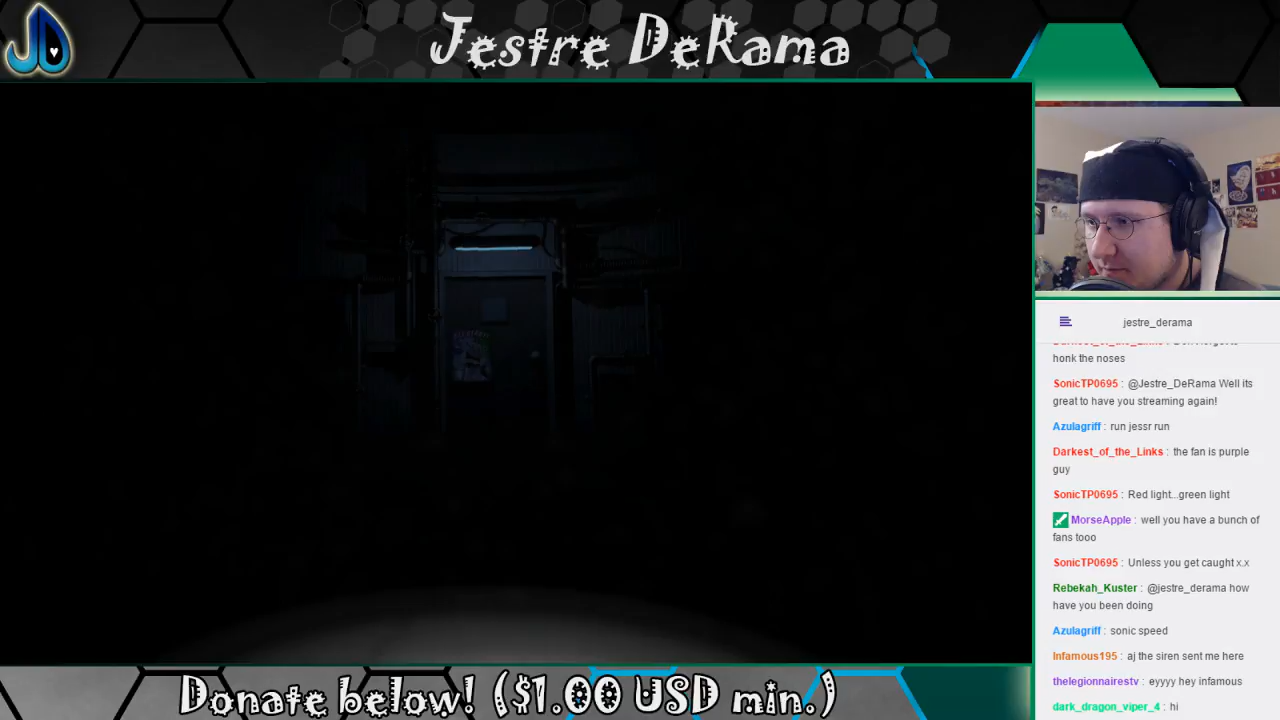 JD
Jestre DeRama
jestre_derama
honk the noses
SonicTP0695 : @Jestre_DeRama Well its
great to have you streaming again!
Azulagriff : run jessr run
Darkest_of_the_Links : the fan is purple
guy
SonicTP0695 : Red light...green light
MorseApple : well you have a bunch of
fans tooo
SonicTP0695 : Unless you get caught x.x
Rebekah_Kuster : @jestre_derama how
have you been doing
Azulagriff : sonic speed
Infamous195 : aj the siren sent me here
thelegionnairestv : eyyyy hey infamous
dark_dragon_viper_4 : hi
Donate below! ($1.00 USD min.)